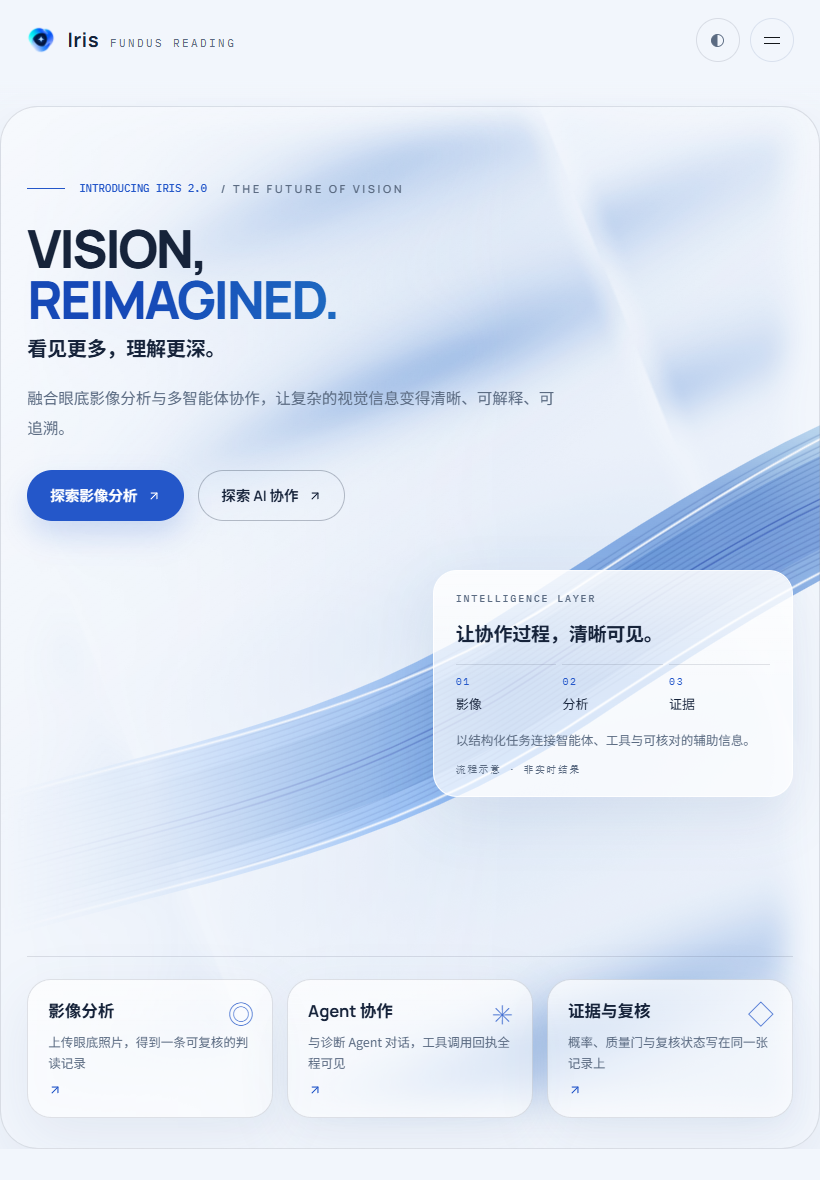 Iris FUNDUS READING
INTRODUCING IRIS 2.0 / THE FUTURE OF VISION
VISION,
REIMAGINED.
看见更多，理解更深。
融合眼底影像分析与多智能体协作，让复杂的视觉信息变得清晰、可解释、可
追溯。
探索影像分析
探索 AI 协作
INTELLIGENCE LAYER
让协作过程，清晰可见。
01 02 03
影像 分析 证据
以结构化任务连接智能体、工具与可核对的辅助信息。
流程示意 · 非实时结果
影像分析
上传眼底照片，得到一条可复核的判
读记录
Agent 协作
与诊断 Agent 对话，工具调用回执全
程可见
证据与复核
概率、质量门与复核状态写在同一张
记录上